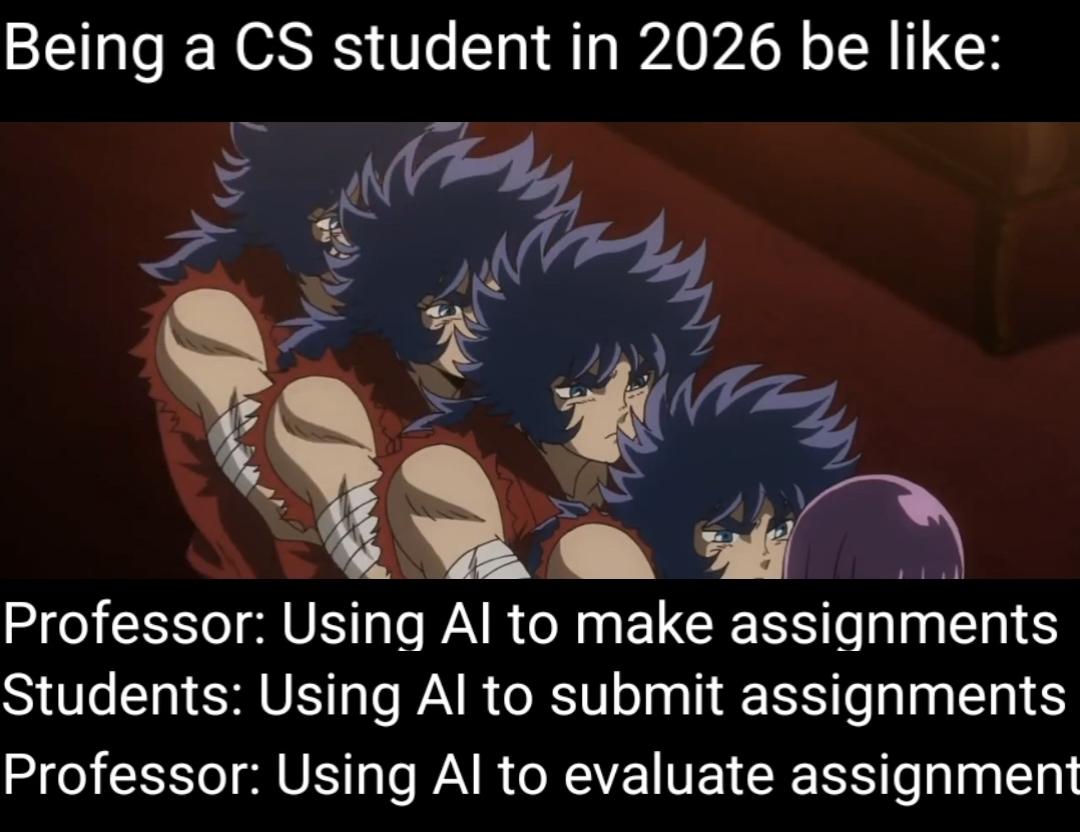 Being a CS student in 2026 be like:
Professor: Using AI to make assignments
Students: Using AI to submit assignments
Professor: Using AI to evaluate assignment